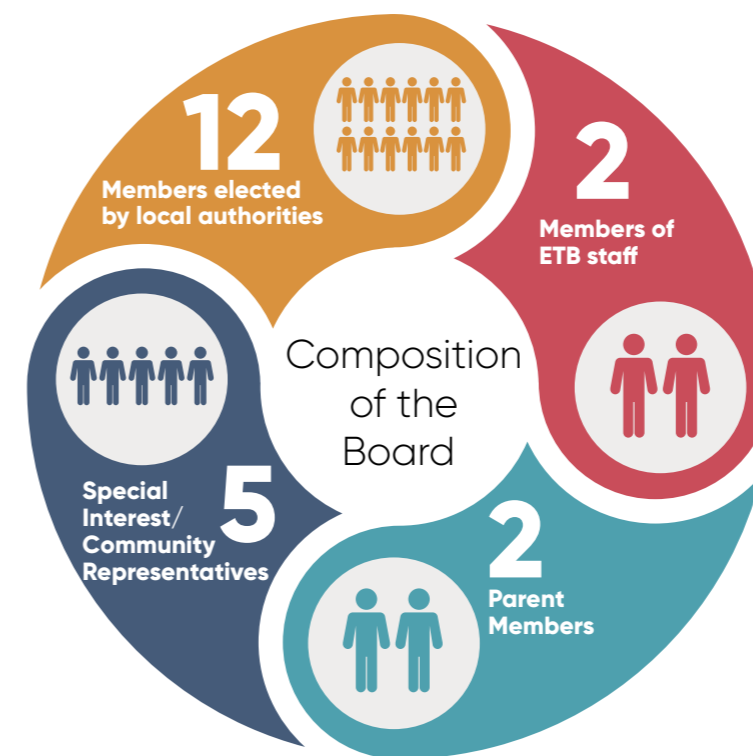 12
Members elected
by local authorities
2
Members of
ETB staff
Composition
of the
Board
5
Special
Interest/
Community
Representatives
2
Parent
Members